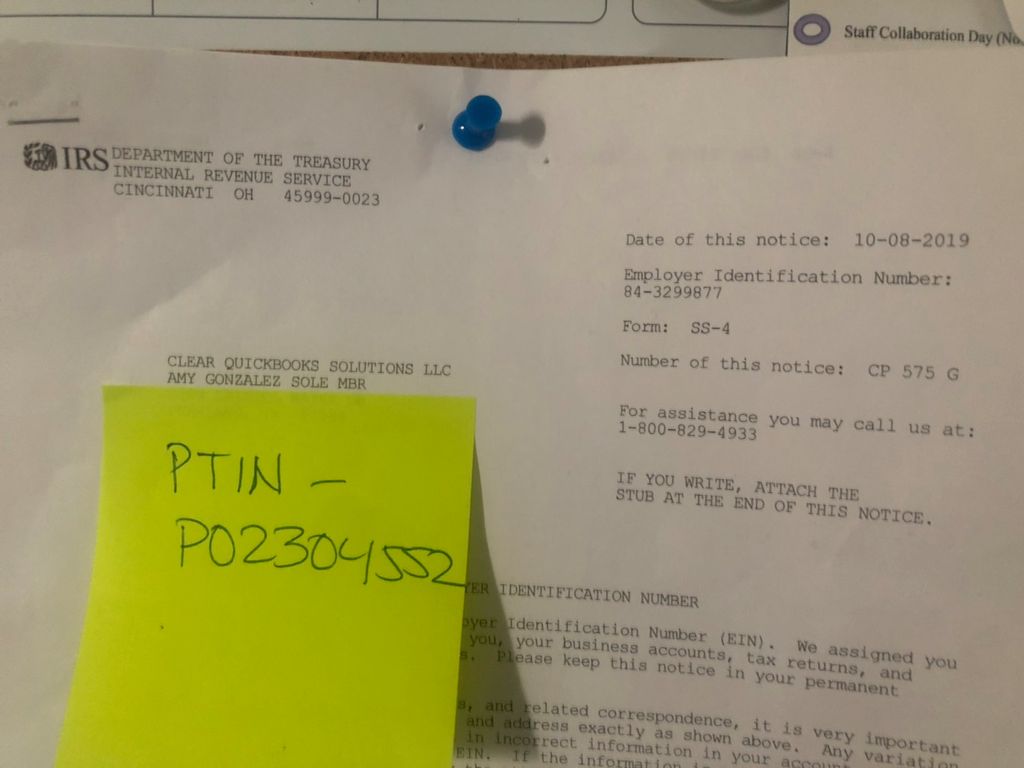 Staff Collaboration Day (No
IRS DEPARTMENT OF THE TREASURY
INTERNAL REVENUE SERVICE
CINCINNATI OH 45999-0023
Date of this notice: 10-08-2019
Employer Identification Number:
84-3299877
Form: SS-4
Number of this notice: CP 575 G
For assistance you may call us at:
1-800-829-4933
IF YOU WRITE, ATTACH THE
STUB AT THE END OF THIS NOTICE.
CLEAR QUICKBOOKS SOLUTIONS LLC
AMY GONZALEZ SOLE MBR
PTIN -
P02304552
YER IDENTIFICATION NUMBER
oyer Identification Number (EIN). We assigned you
you, your business accounts, tax returns, and
s. Please keep this notice in your permanent
s, and related correspondence, it is very important
and address exactly as shown above. Any variation
in incorrect information in your account
EIN. If the information